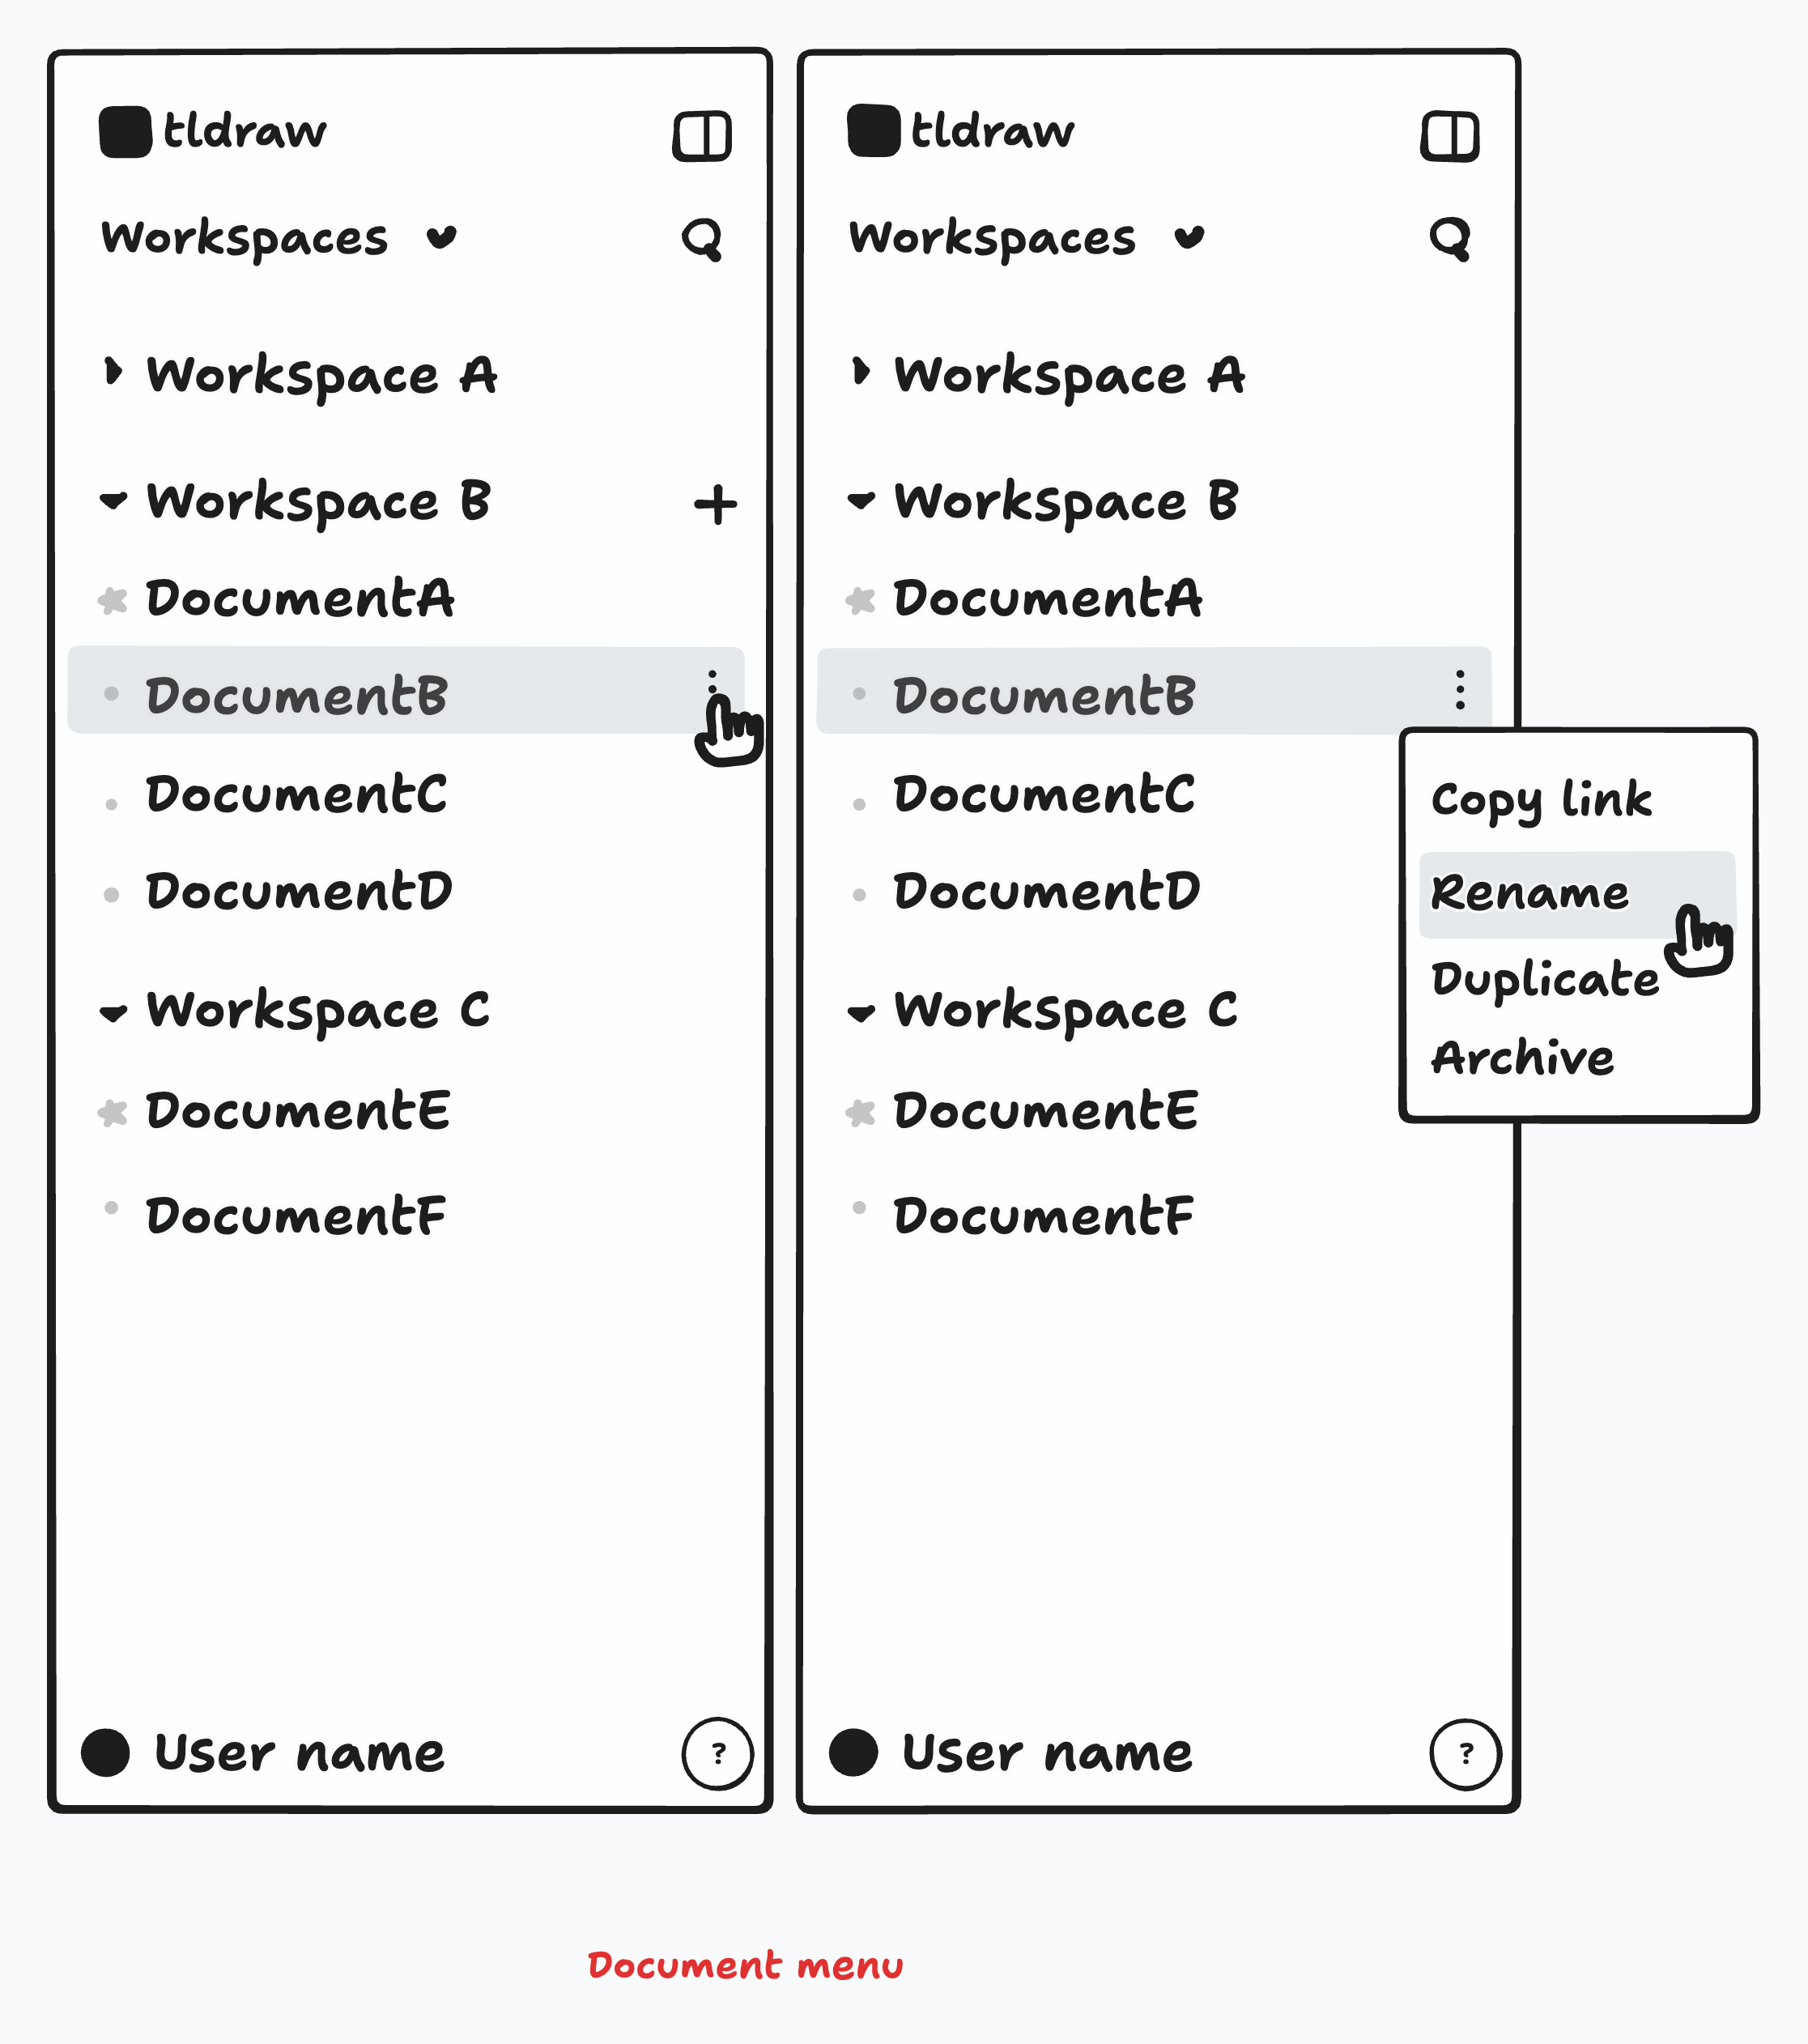 tldraw
Workspaces
Workspace A
Workspace B
DocumentA
DocumentB
DocumentC
DocumentD
Workspace C
DocumentE
DocumentF
User name
?
tldraw
Workspaces
Workspace A
Workspace B
DocumentA
DocumentB
DocumentC
DocumentD
Workspace C
DocumentE
DocumentF
User name
?
Copy link
Rename
Duplicate
Archive
Document menu